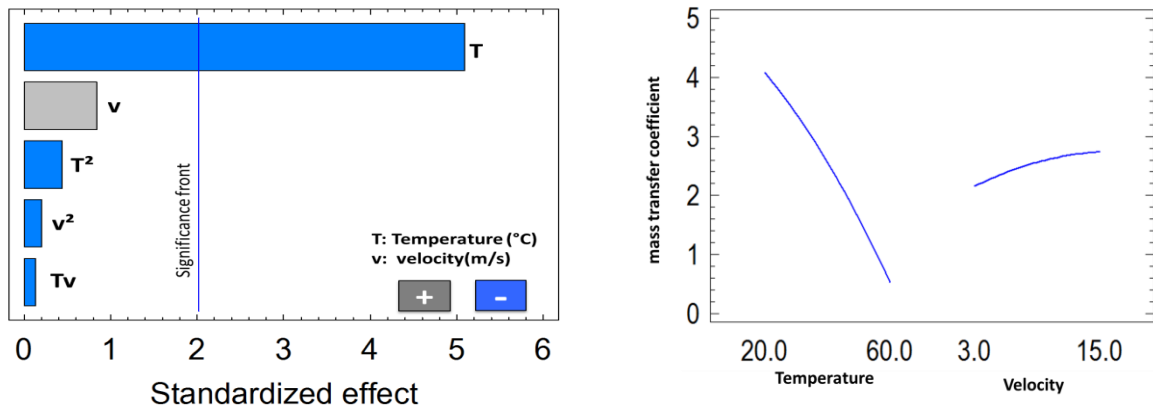 T
v
T²
v²
Tv
Significance front
T: Temperature (°C)
v: velocity(m/s)
+ -
0 1 2 3 4 5 6
Standardized effect
mass transfer coefficient
5
4
3
2
1
0
20.0 60.0 3.0 15.0
Temperature Velocity